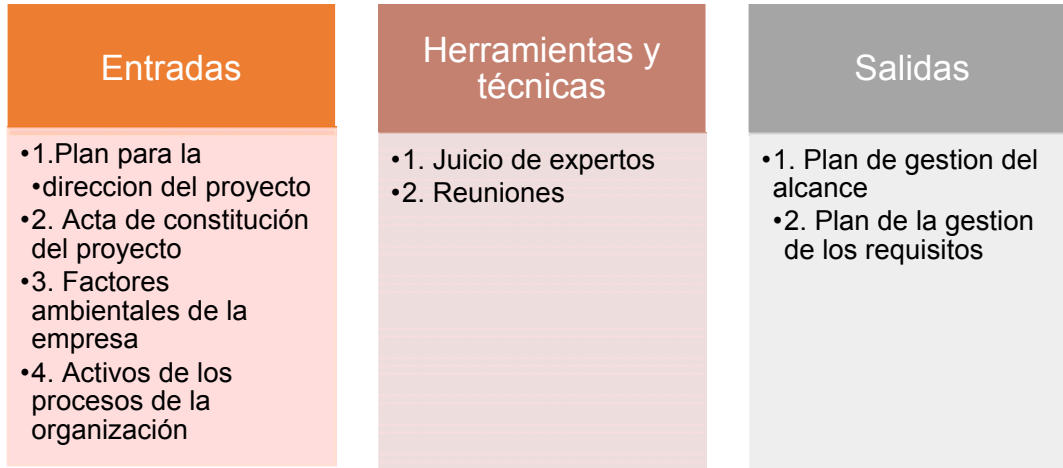 Entradas
•1.Plan para la
•direccion del proyecto
•2. Acta de constitución
del proyecto
•3. Factores
ambientales de la
empresa
•4. Activos de los
procesos de la
organización
Herramientas y
técnicas
•1. Juicio de expertos
•2. Reuniones
Salidas
•1. Plan de gestion del
alcance
•2. Plan de la gestion
de los requisitos